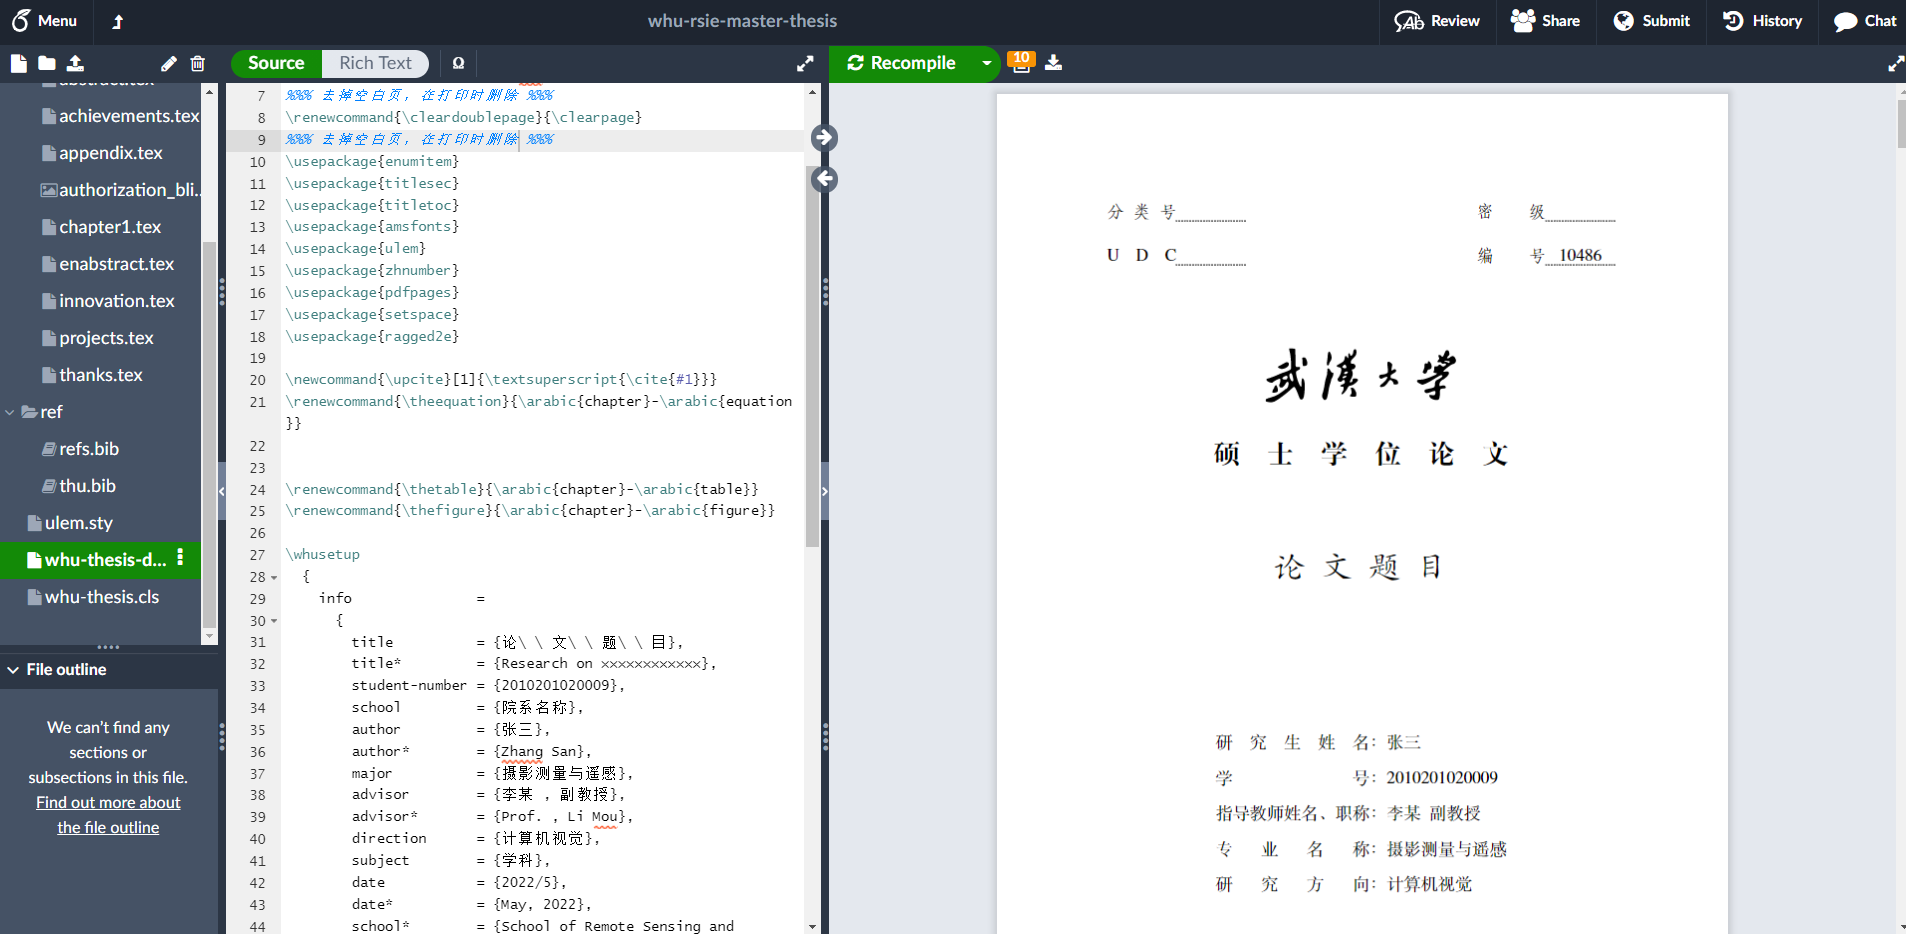 Menu
whu-rsie-master-thesis
Review
Share
Submit
History
Chat
Source
Rich Text
Ω
Recompile
10
abstract.tex
achievements.tex
appendix.tex
authorization_bli..
chapter1.tex
enabstract.tex
innovation.tex
projects.tex
thanks.tex
ref
refs.bib
thu.bib
ulem.sty
whu-thesis-d...
whu-thesis.cls
File outline
We can't find any
sections or
subsections in this file.
Find out more about
the file outline
7 %%% 去掉空白页，在打印时删除 %%%
8 \renewcommand{\cleardoublepage}{\clearpage}
9 %%% 去掉空白页，在打印时删除 %%%
10 \usepackage{enumitem}
11 \usepackage{titlesec}
12 \usepackage{titletoc}
13 \usepackage{amsfonts}
14 \usepackage{ulem}
15 \usepackage{zhnumber}
16 \usepackage{pdfpages}
17 \usepackage{setspace}
18 \usepackage{ragged2e}
19
20 \newcommand{\upcite}[1]{\textsuperscript{\cite{#1}}}
21 \renewcommand{\theequation}{\arabic{chapter}-\arabic{equation
}}
22
23
24 \renewcommand{\thetable}{\arabic{chapter}-\arabic{table}}
25 \renewcommand{\thefigure}{\arabic{chapter}-\arabic{figure}}
26
27 \whusetup
28 {
29 info =
30 {
31 title = {论\ \ 文\ \ 题\ \ 目},
32 title* = {Research on xxxxxxxxxxxx},
33 student-number = {2010201020009},
34 school = {院系名称},
35 author = {张三},
36 author* = {Zhang San},
37 major = {摄影测量与遥感},
38 advisor = {李某 , 副教授},
39 advisor* = {Prof. , Li Mou},
40 direction = {计算机视觉},
41 subject = {学科},
42 date = {2022/5},
43 date* = {May, 2022},
44 school* = {School of Remote Sensing and
分 类 号
密 级
U D C
编 号 10486
武漢大学
硕 士 学 位 论 文
论 文 题 目
研 究 生 姓 名：张三
学 号：2010201020009
指导教师姓名、职称：李某 副教授
专 业 名 称：摄影测量与遥感
研 究 方 向：计算机视觉